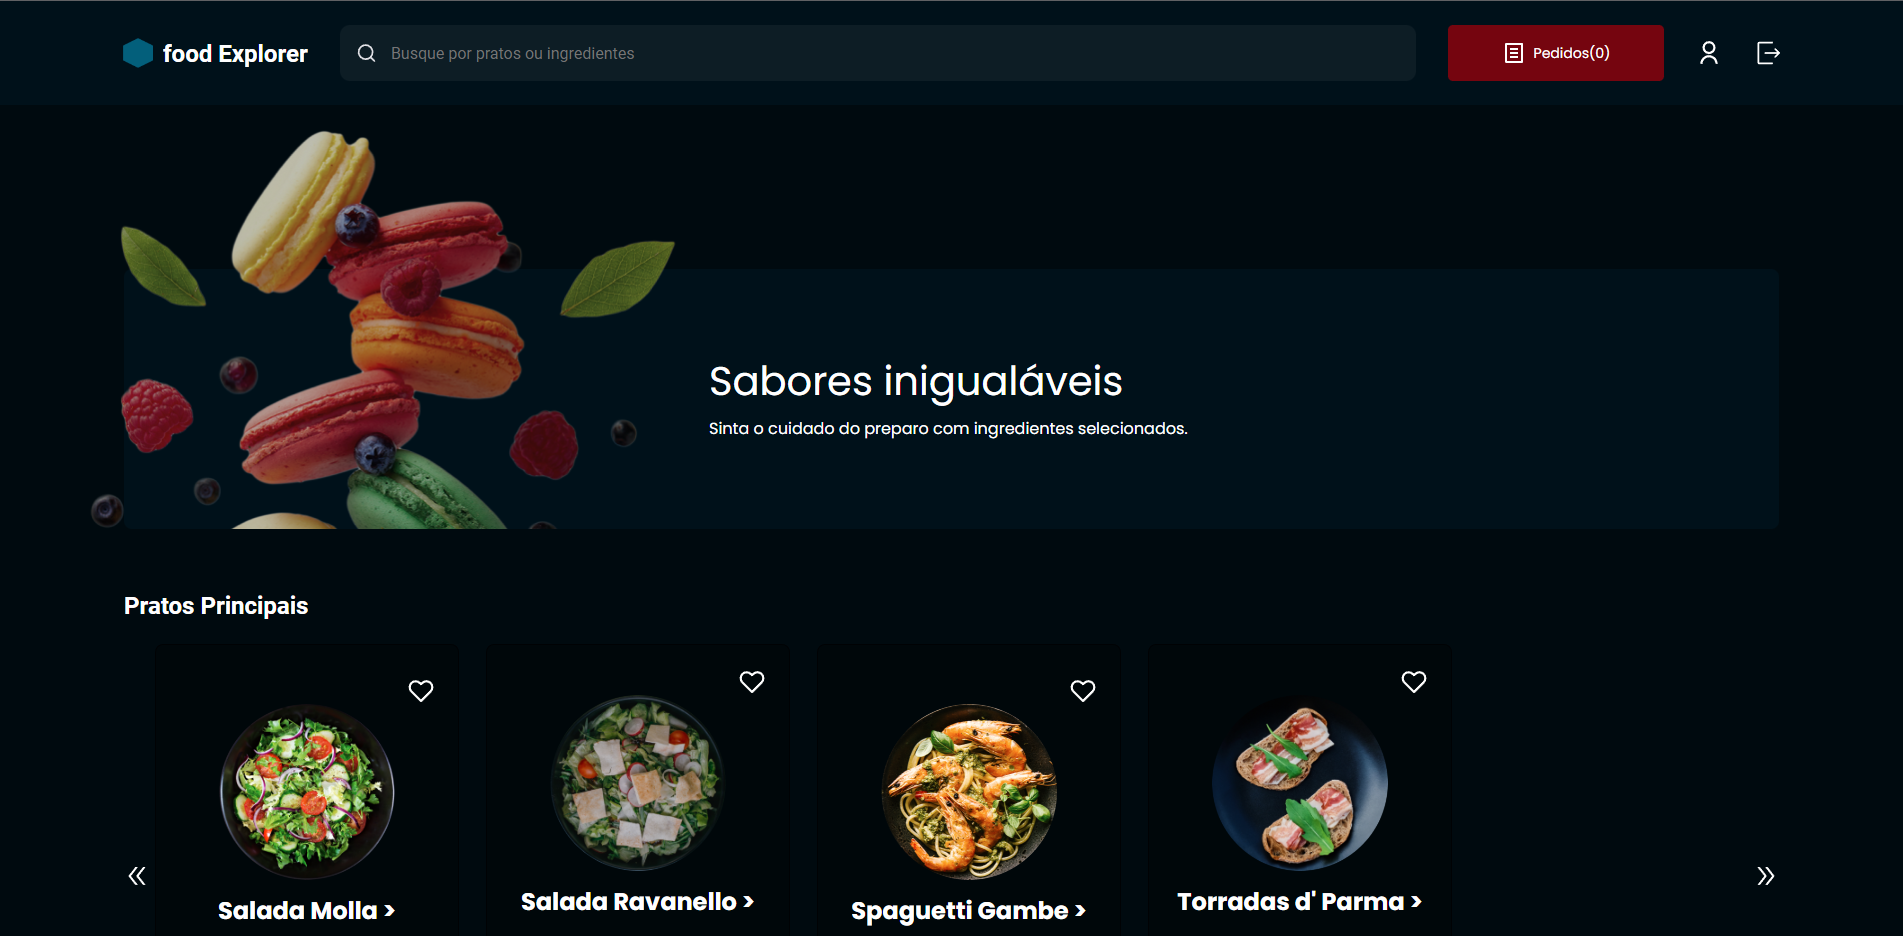 food Explorer
Busque por pratos ou ingredientes
Pedidos(0)
Sabores inigualáveis
Sinta o cuidado do preparo com ingredientes selecionados.
Pratos Principais
Salada Molla >
Salada Ravanello >
Spaguetti Gambe >
Torradas d' Parma >